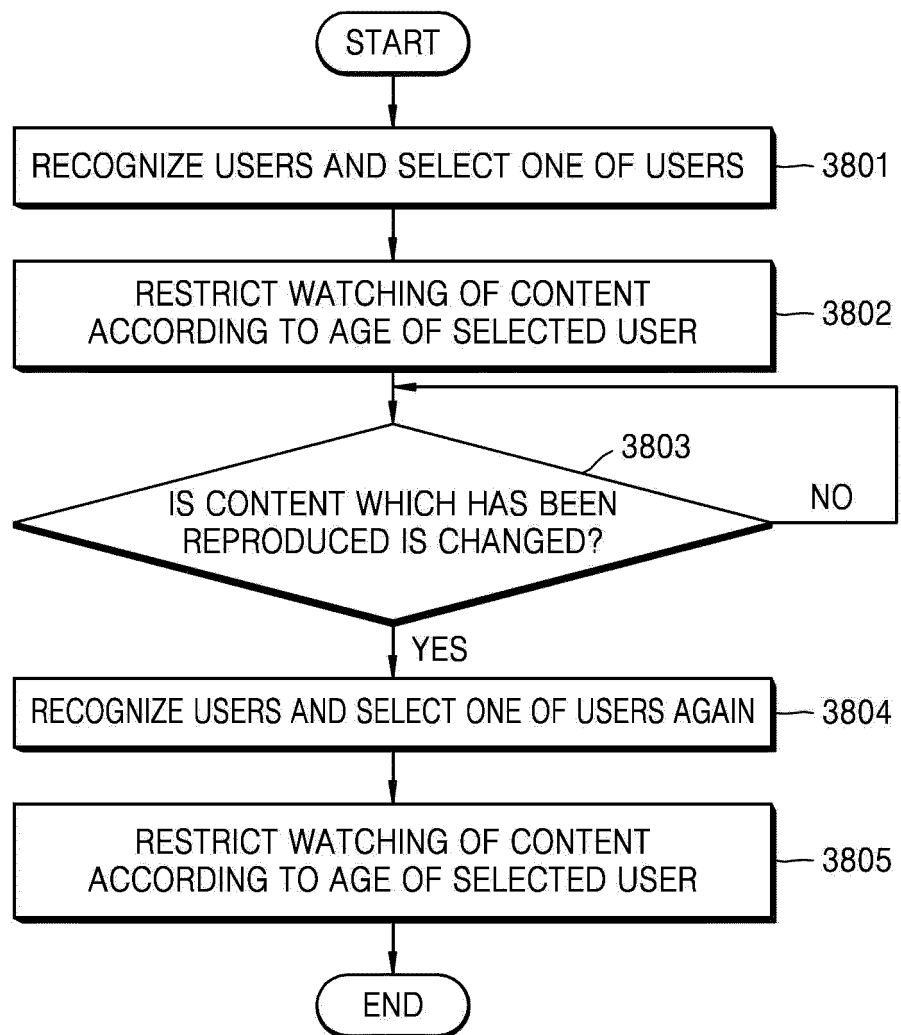 START
RECOGNIZE USERS AND SELECT ONE OF USERS
3801
RESTRICT WATCHING OF CONTENT
ACCORDING TO AGE OF SELECTED USER
3802
3803
IS CONTENT WHICH HAS BEEN
REPRODUCED IS CHANGED?
NO
YES
RECOGNIZE USERS AND SELECT ONE OF USERS AGAIN
3804
RESTRICT WATCHING OF CONTENT
ACCORDING TO AGE OF SELECTED USER
3805
END